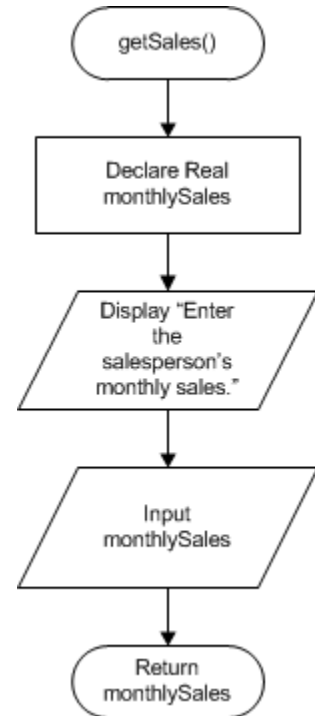 getSales()
Declare Real
monthlySales
Display “Enter
the
salesperson’s
monthly sales.”
Input
monthlySales
Return
monthlySales